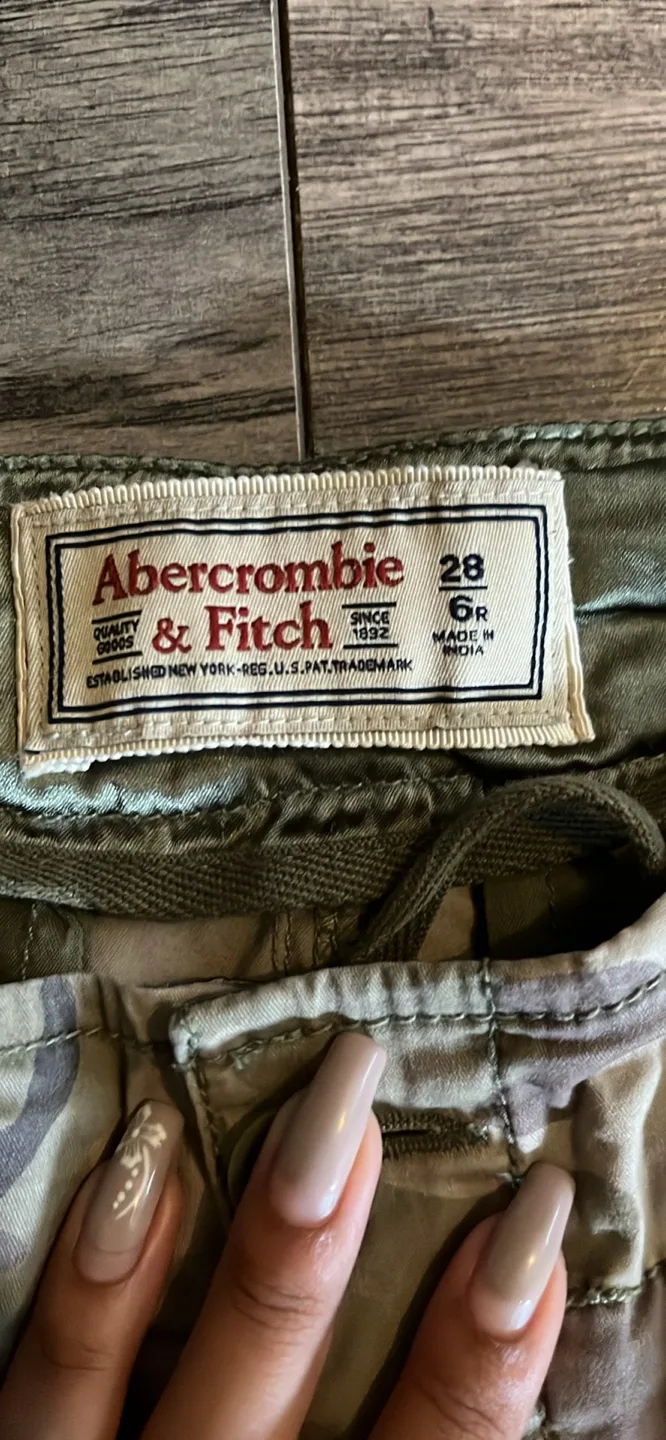 Abercrombie
& Fitch
QUALITY
GOODS
SINCE
1892
ESTABLISHED NEW YORK-REG. U.S. PAT. TRADEMARK
28
6R
MADE IN
INDIA